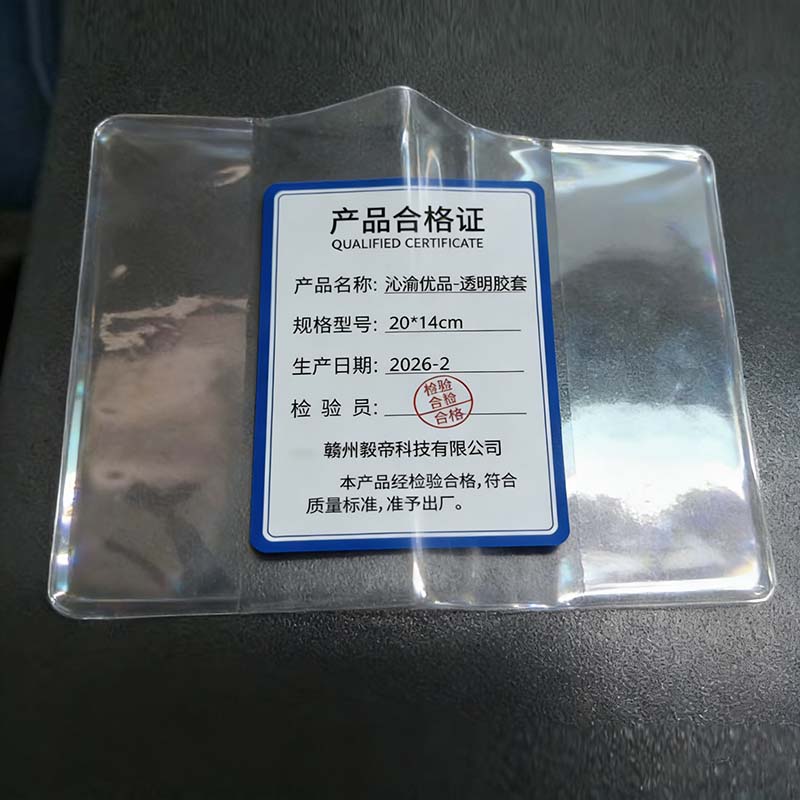 产品合格证
QUALIFIED CERTIFICATE
产品名称: 沁渝优品-透明胶套
规格型号: 20*14cm
生产日期: 2026-2
检 验 员:
检验
合检
合格
赣州毅帝科技有限公司
本产品经检验合格,符合
质量标准,准予出厂。